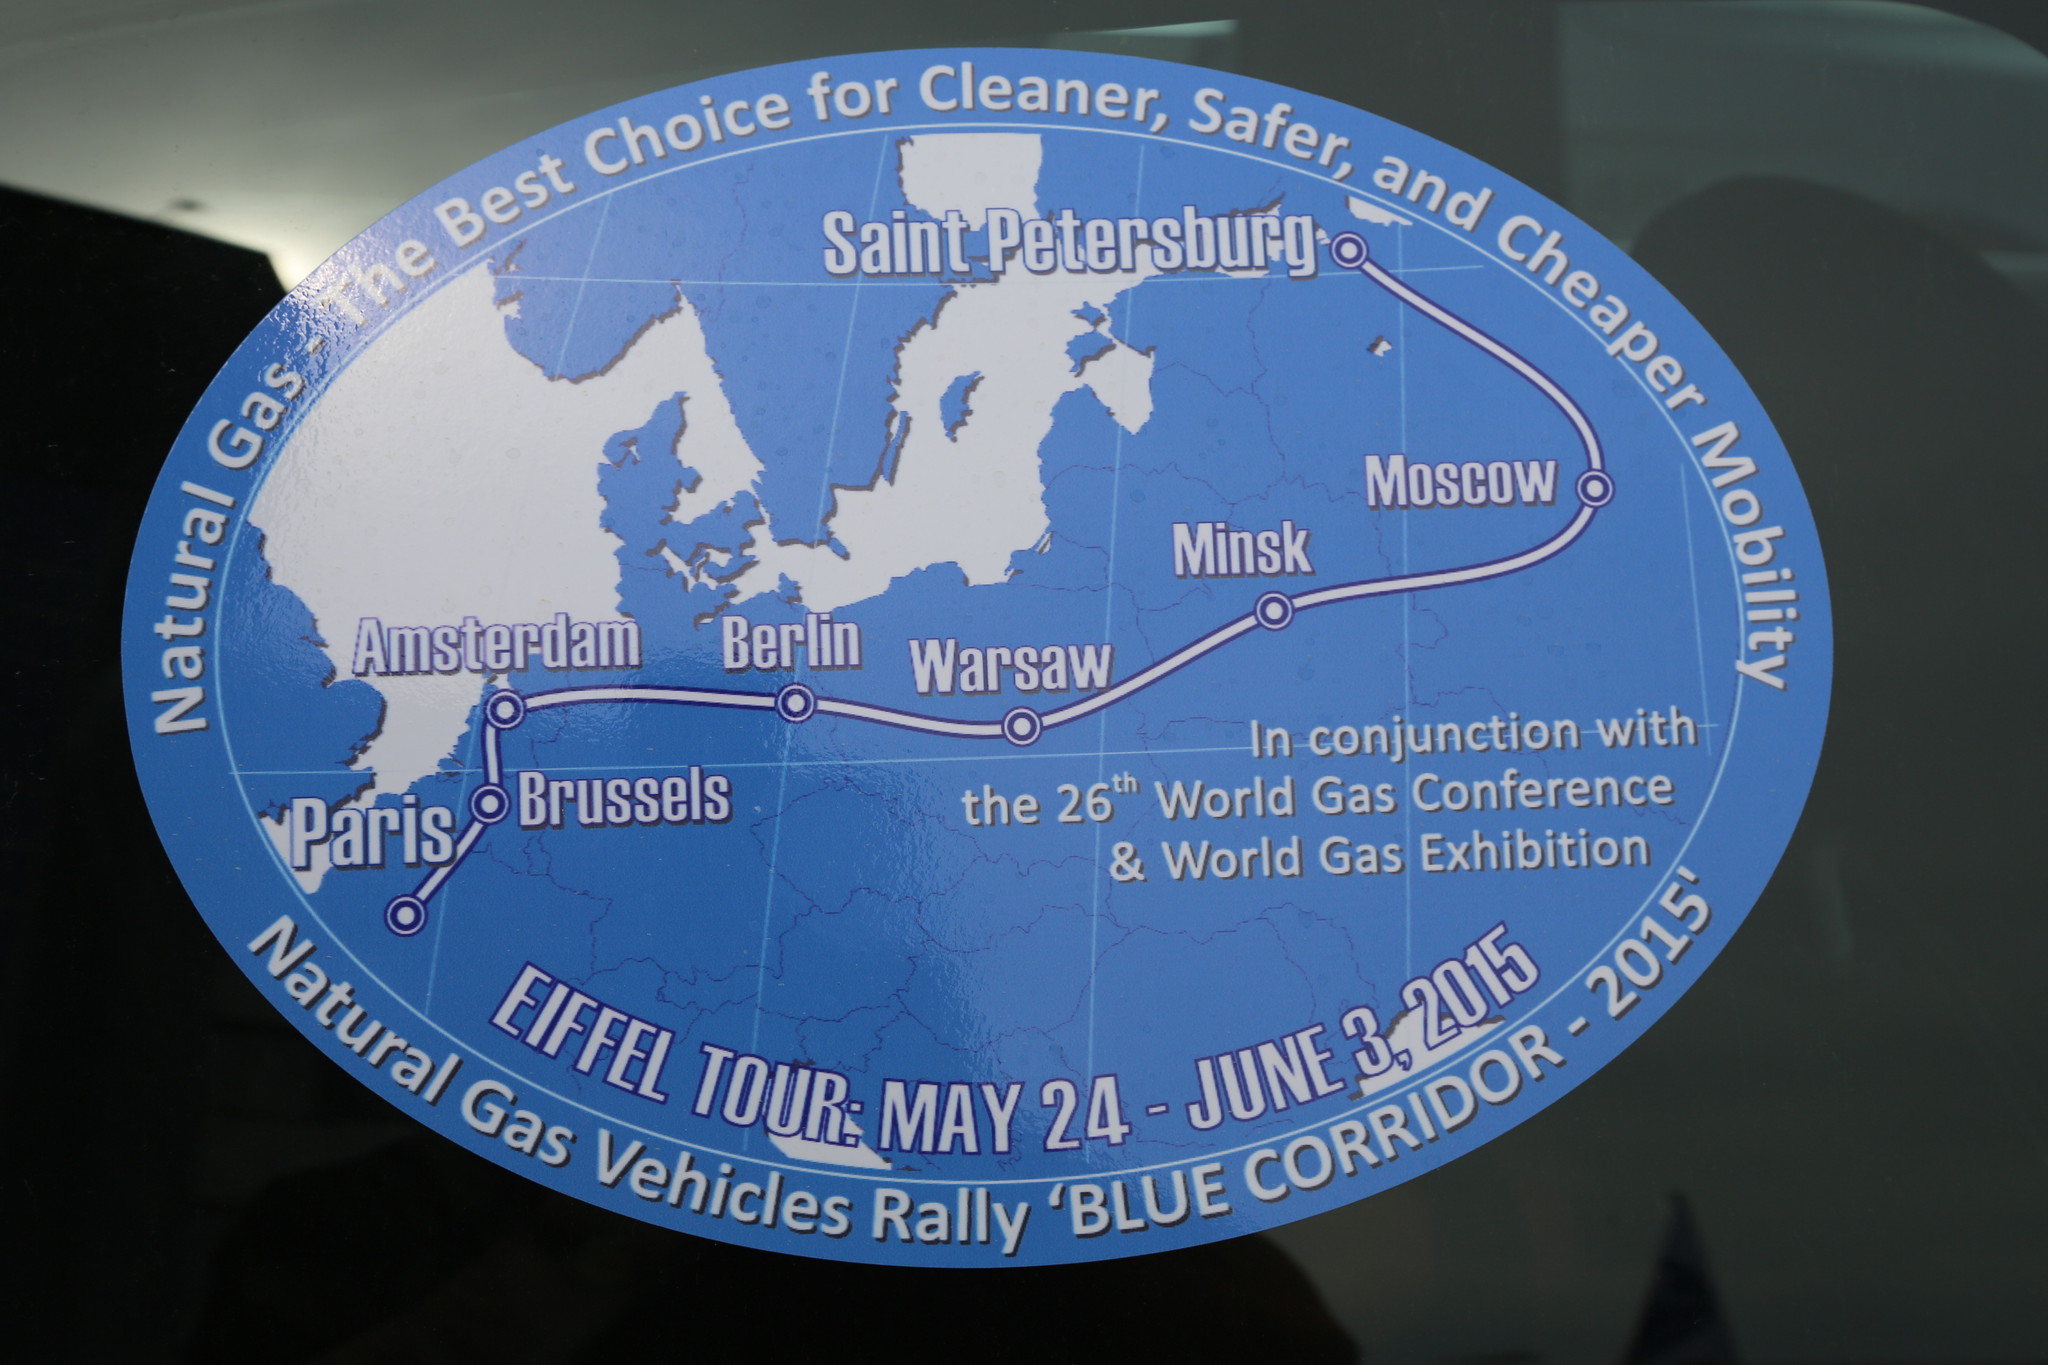 Natural Gas - The Best Choice for Cleaner, Safer, and Cheaper Mobility
Saint Petersburg
Moscow
Minsk
Amsterdam
Berlin
Warsaw
Brussels
Paris
In conjunction with
the 26th World Gas Conference
& World Gas Exhibition
EIFFEL TOUR: MAY 24 - JUNE 3, 2015
Natural Gas Vehicles Rally ‘BLUE CORRIDOR - 2015'